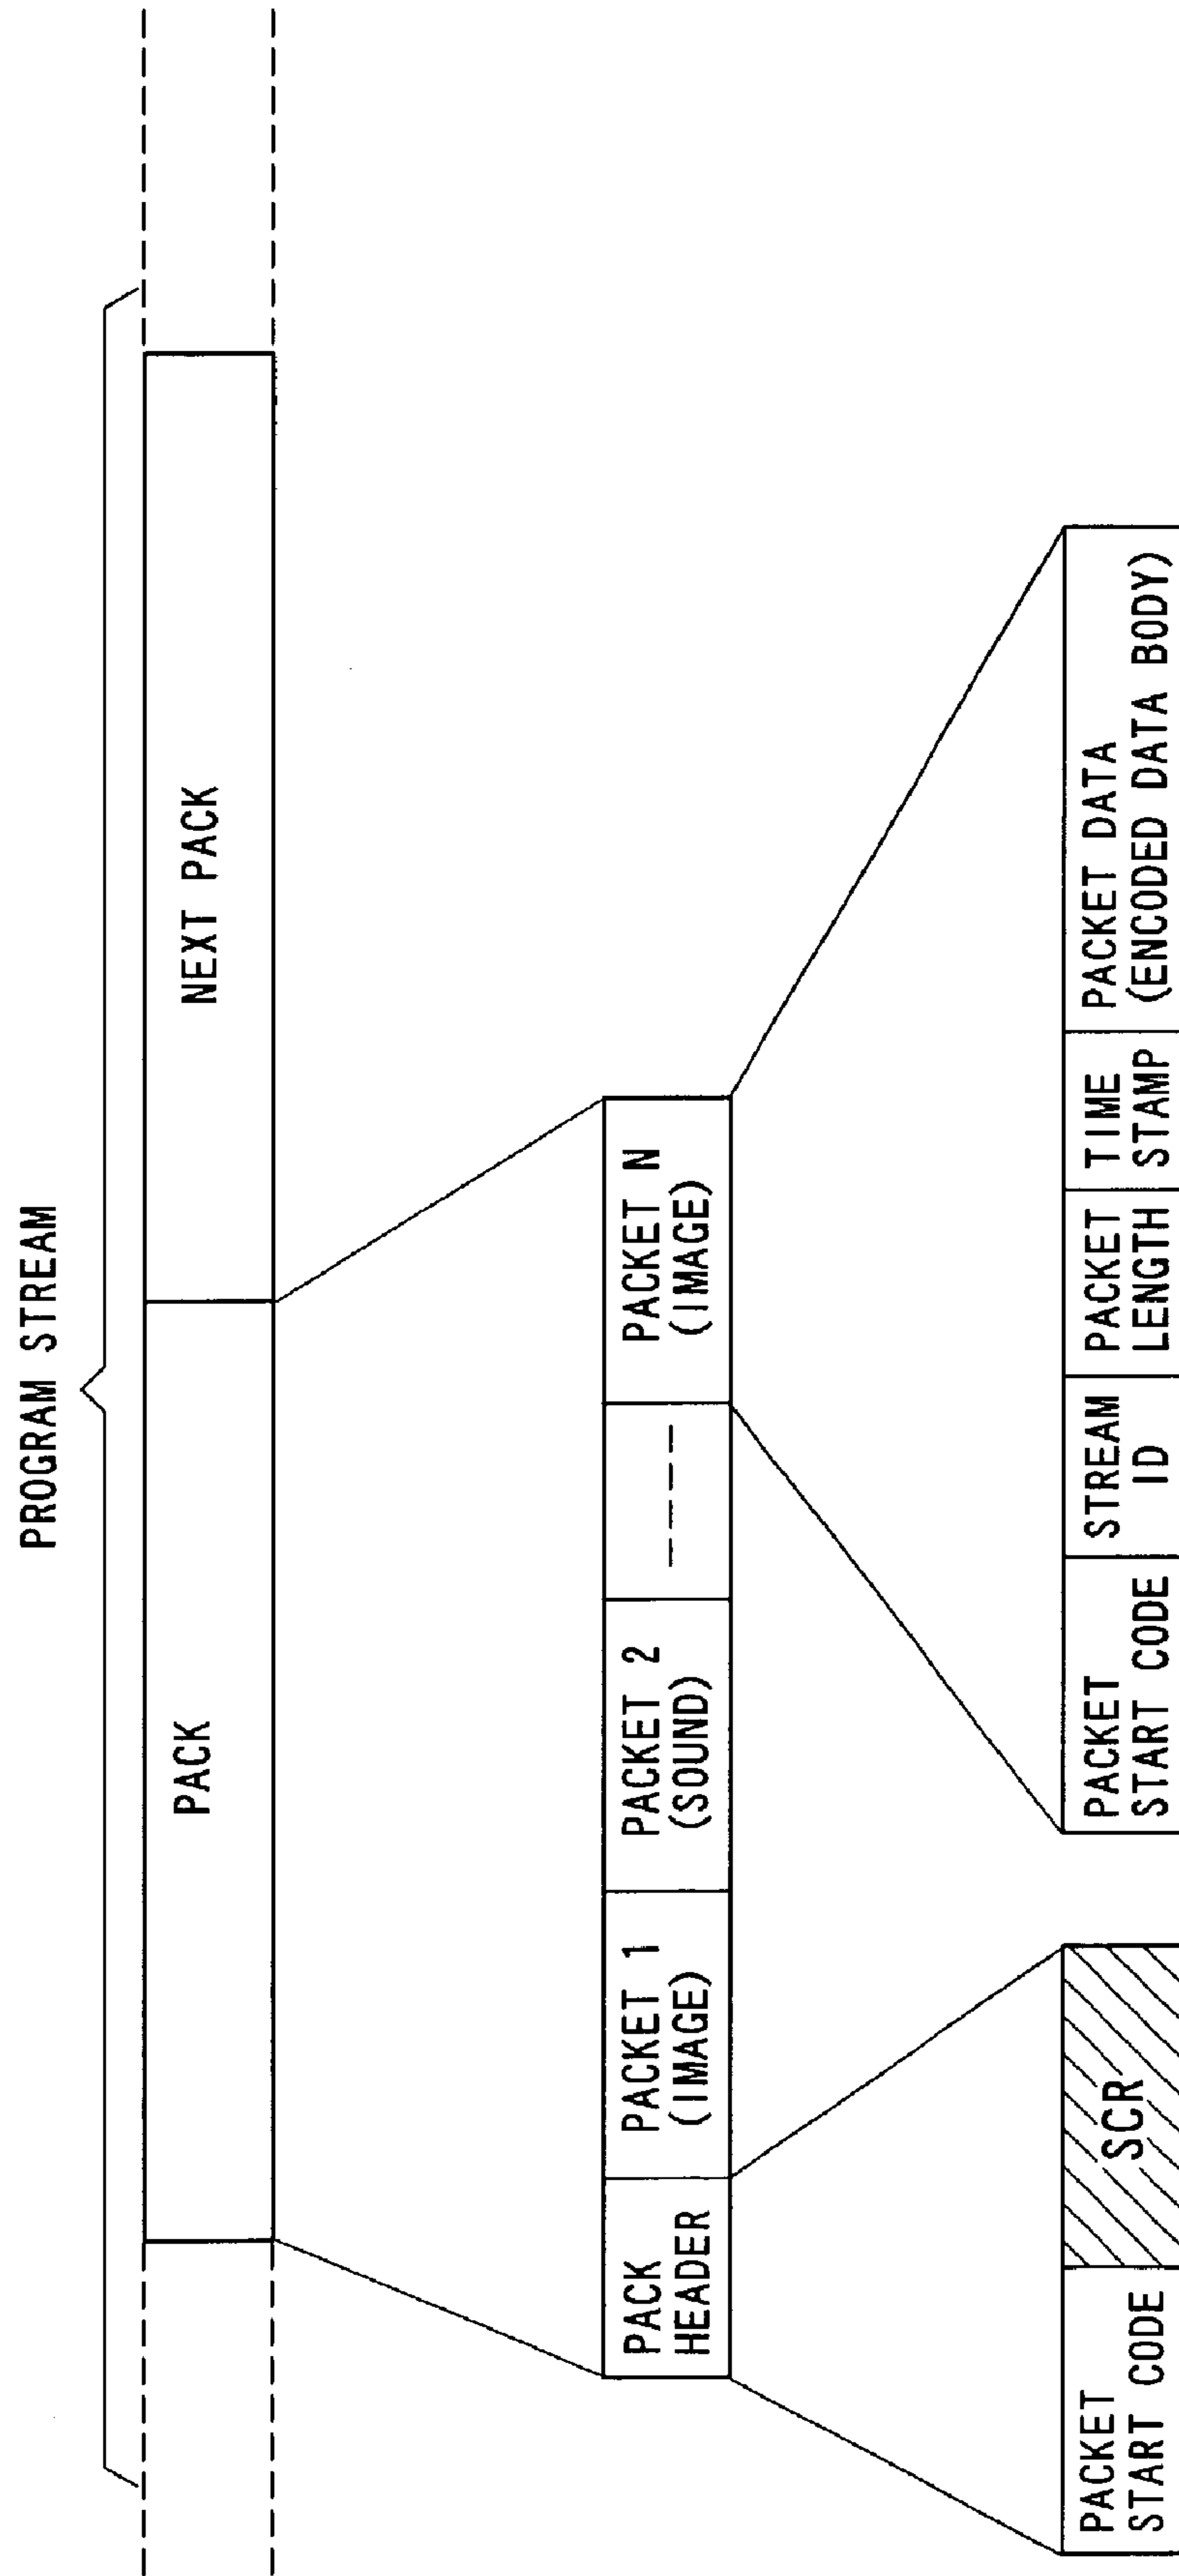 PROGRAM STREAM
PACK
NEXT PACK
PACK
HEADER
PACKET 1
(IMAGE)
PACKET 2
(SOUND)
PACKET N
(IMAGE)
PACKET
START CODE
SCR
PACKET
START CODE
STREAM
ID
PACKET
LENGTH
TIME
STAMP
PACKET DATA
(ENCODED DATA BODY)